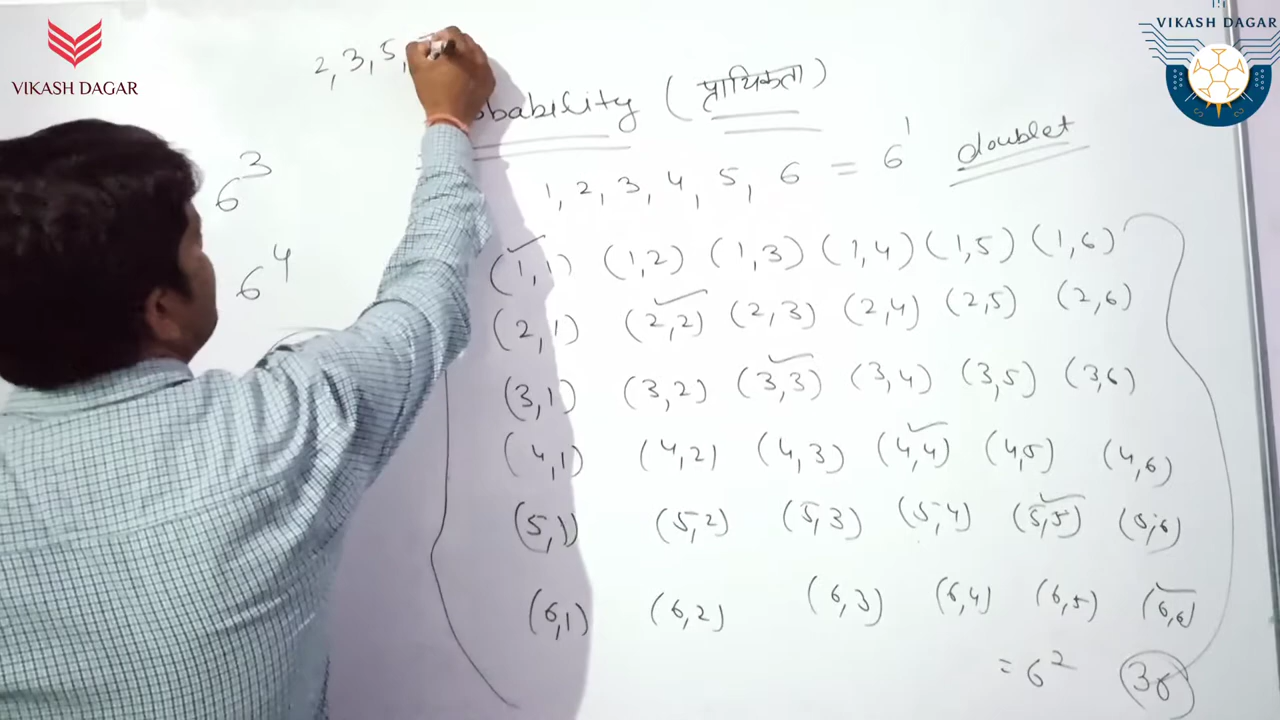 VIKASH DAGAR
VIKASH DAGAR
2, 3, 5,
obability (प्रायिकता)
1, 2, 3, 4, 5, 6 = 6¹ doublet
6³
6⁴
(1,1) (1,2) (1,3) (1,4) (1,5) (1,6)
(2,1) (2,2) (2,3) (2,4) (2,5) (2,6)
(3,1) (3,2) (3,3) (3,4) (3,5) (3,6)
(4,1) (4,2) (4,3) (4,4) (4,5) (4,6)
(5,1) (5,2) (5,3) (5,4) (5,5) (5,6)
(6,1) (6,2) (6,3) (6,4) (6,5) (6,6)
= 6² 36